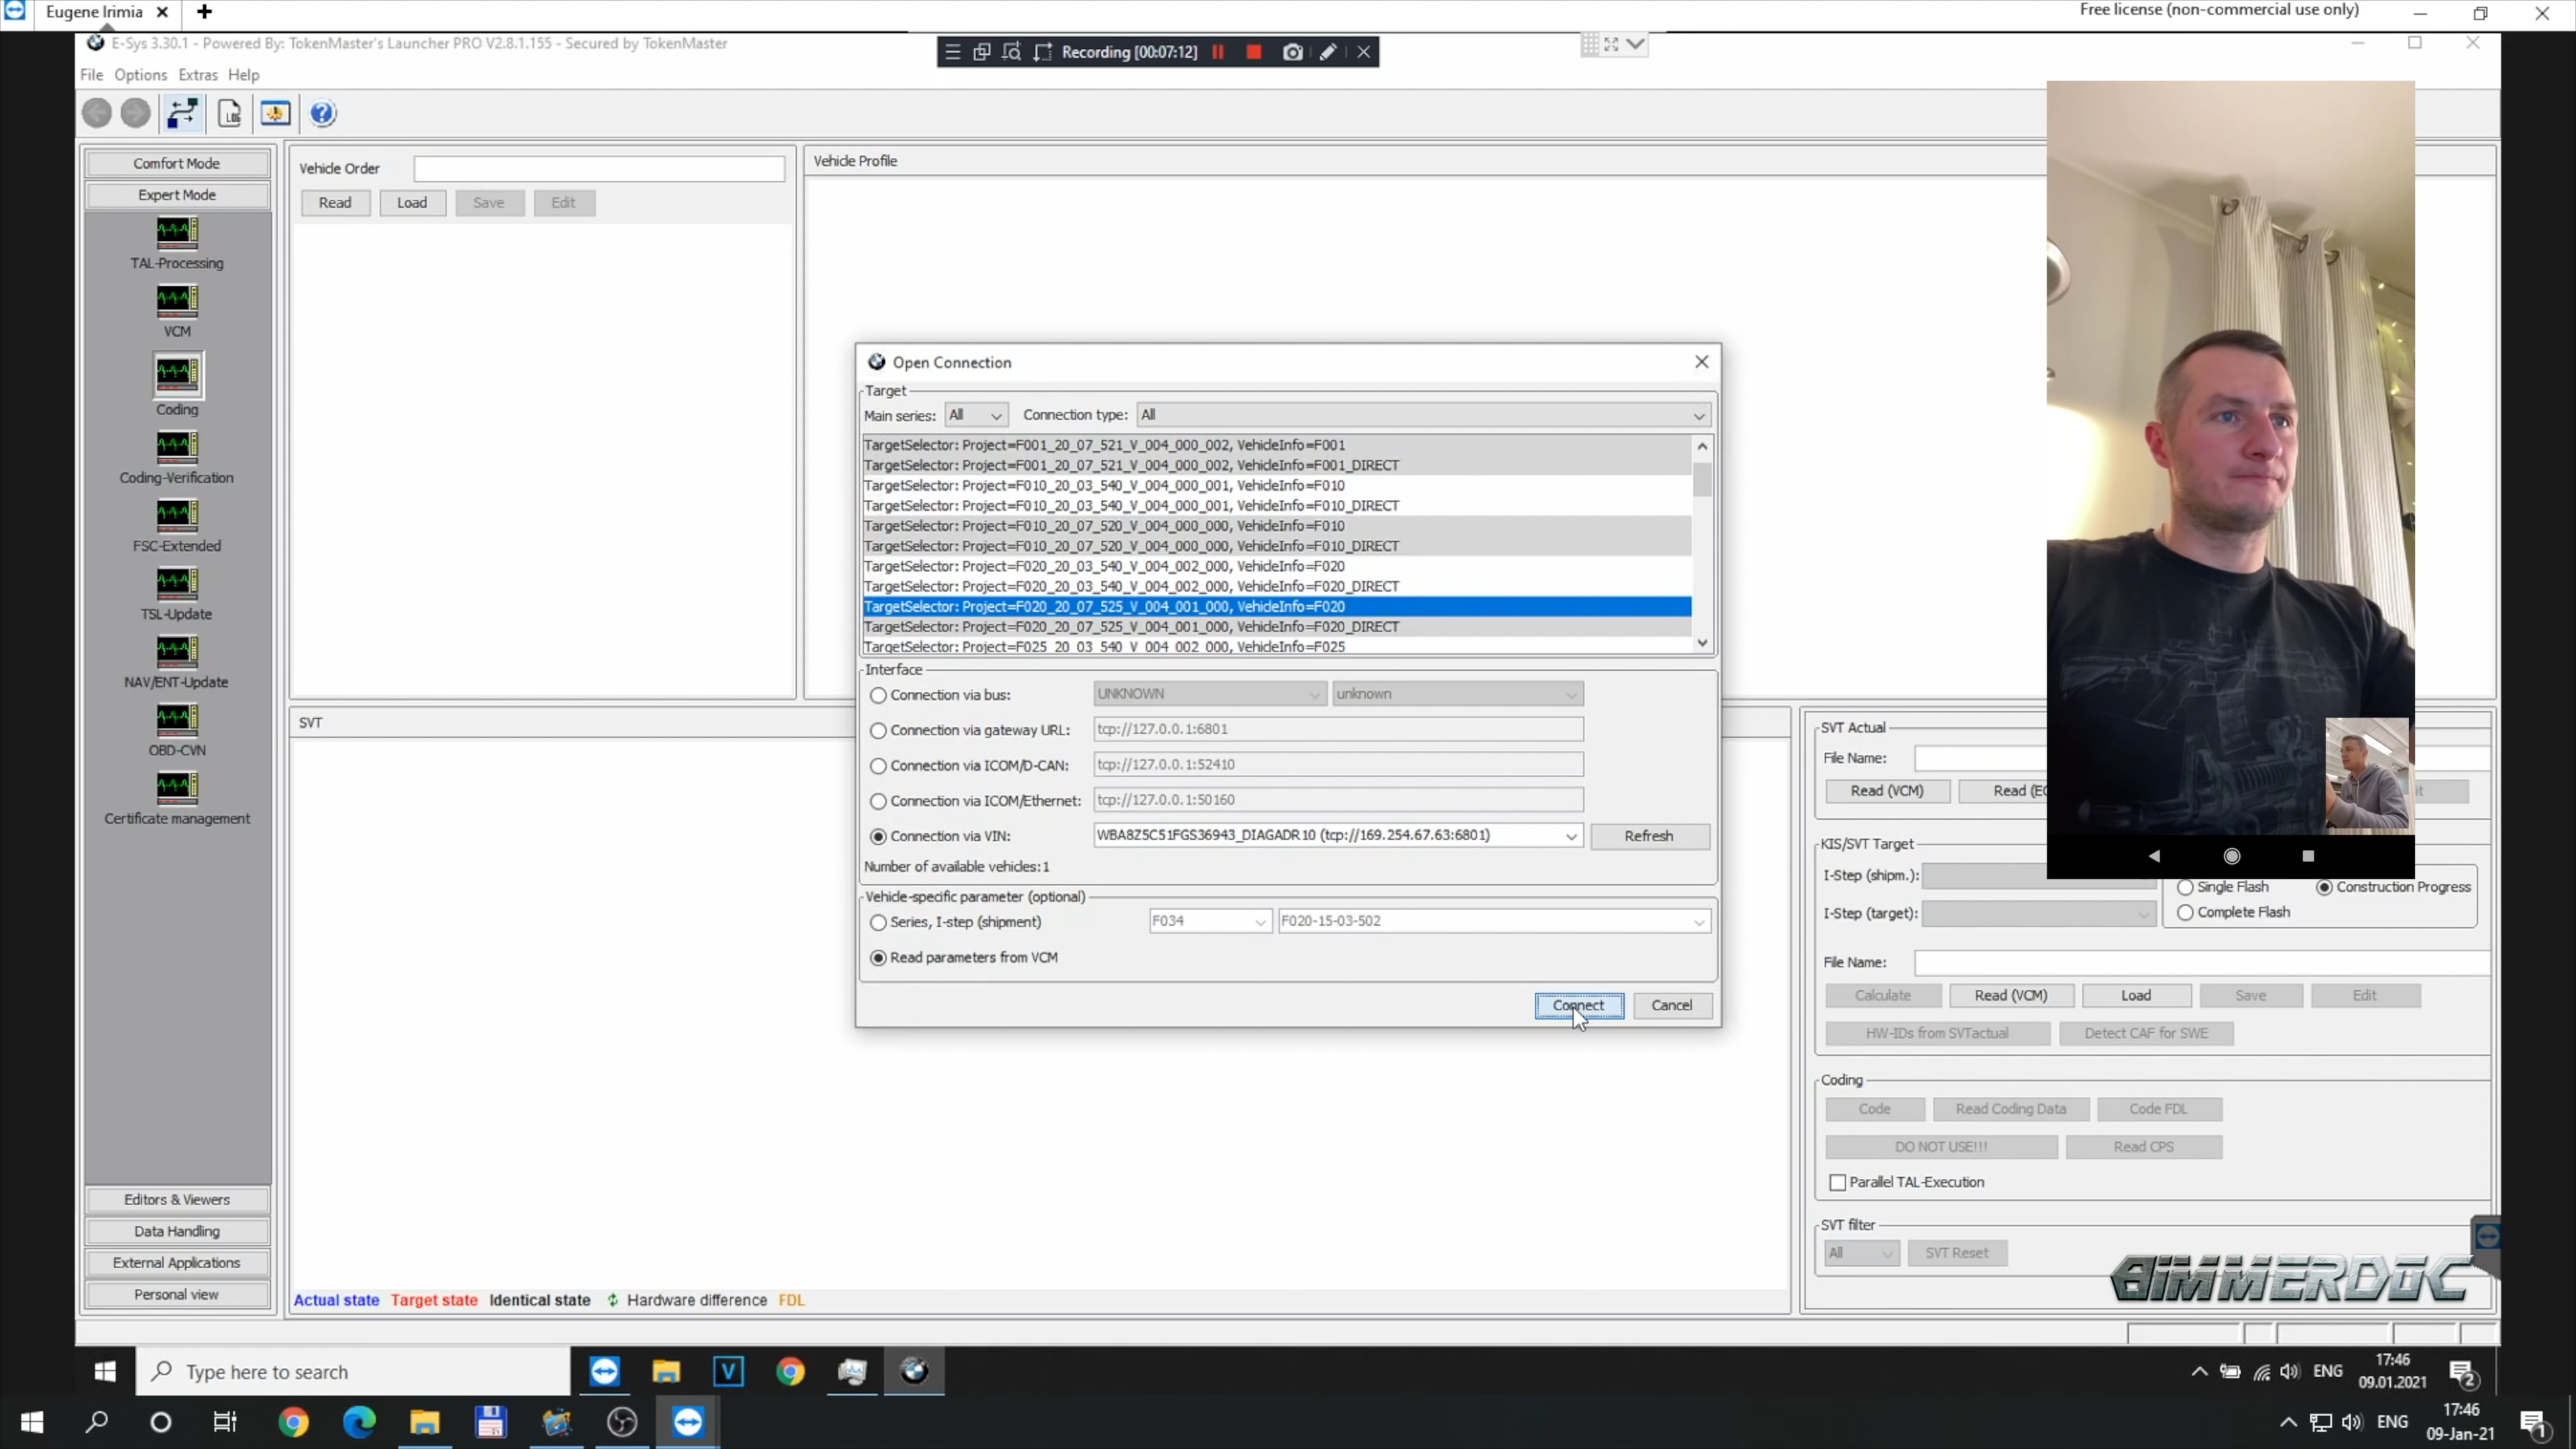 Eugene Irimia
Free license (non-commercial use only)
E-Sys 3.30.1 - Powered By: TokenMaster's Launcher PRO V2.8.1.155 - Secured by TokenMaster
Recording [00:07:12]
File Options Extras Help
LOG
Comfort Mode
Expert Mode
TAL-Processing
VCM
Coding
Coding-Verification
FSC-Extended
TSL-Update
NAV/ENT-Update
OBD-CVN
Certificate management
Editors & Viewers
Data Handling
External Applications
Personal view
Vehicle Order
Read Load Save Edit
Vehicle Profile
SVT
Open Connection
Target
Main series: All Connection type: All
TargetSelector: Project=F001_20_07_521_V_004_000_002, VehicleInfo=F001
TargetSelector: Project=F001_20_07_521_V_004_000_002, VehicleInfo=F001_DIRECT
TargetSelector: Project=F010_20_03_540_V_004_000_001, VehicleInfo=F010
TargetSelector: Project=F010_20_03_540_V_004_000_001, VehicleInfo=F010_DIRECT
TargetSelector: Project=F010_20_07_520_V_004_000_000, VehicleInfo=F010
TargetSelector: Project=F010_20_07_520_V_004_000_000, VehicleInfo=F010_DIRECT
TargetSelector: Project=F020_20_03_540_V_004_002_000, VehicleInfo=F020
TargetSelector: Project=F020_20_03_540_V_004_002_000, VehicleInfo=F020_DIRECT
TargetSelector: Project=F020_20_07_525_V_004_001_000, VehicleInfo=F020
TargetSelector: Project=F020_20_07_525_V_004_001_000, VehicleInfo=F020_DIRECT
TargetSelector: Project=F025_20_03_540_V_004_002_000, VehicleInfo=F025
Interface
Connection via bus: UNKNOWN unknown
Connection via gateway URL: tcp://127.0.0.1:6801
Connection via ICOM/D-CAN: tcp://127.0.0.1:52410
Connection via ICOM/Ethernet: tcp://127.0.0.1:50160
Connection via VIN: WBA8Z5C51FGS36943_DIAGADR10 (tcp://169.254.67.63:6801) Refresh
Number of available vehicles:1
Vehicle-specific parameter (optional)
Series, I-step (shipment) F034 F020-15-03-502
Read parameters from VCM
Connect Cancel
SVT Actual
File Name:
Read (VCM) Read (EC
KIS/SVT Target
I-Step (shipm.):
Single Flash Construction Progress
I-Step (target):
Complete Flash
File Name:
Calculate Read (VCM) Load Save Edit
HW-IDs from SVTactual Detect CAF for SWE
Coding
Code Read Coding Data Code FDL
DO NOT USE!!! Read CPS
Parallel TAL-Execution
SVT filter
All SVT Reset
BIMMERDOC
Actual state Target state Identical state Hardware difference FDL
Type here to search
V
ENG 17:46
09.01.2021
2
ENG 17:46
09-Jan-21
1